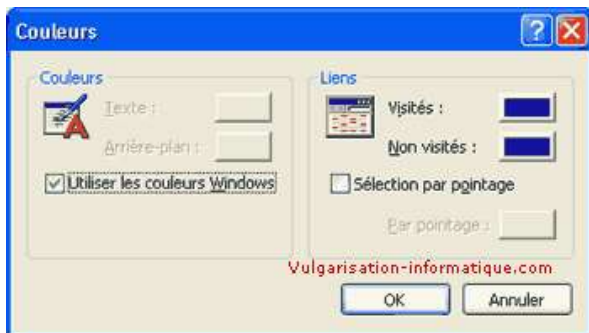 Couleurs
Couleurs
Texte :
Arrière-plan :
Utiliser les couleurs Windows
Liens
Visités :
Non visités :
Sélection par pointage
Par pointage :
Vulgarisation-informatique.com
OK
Annuler